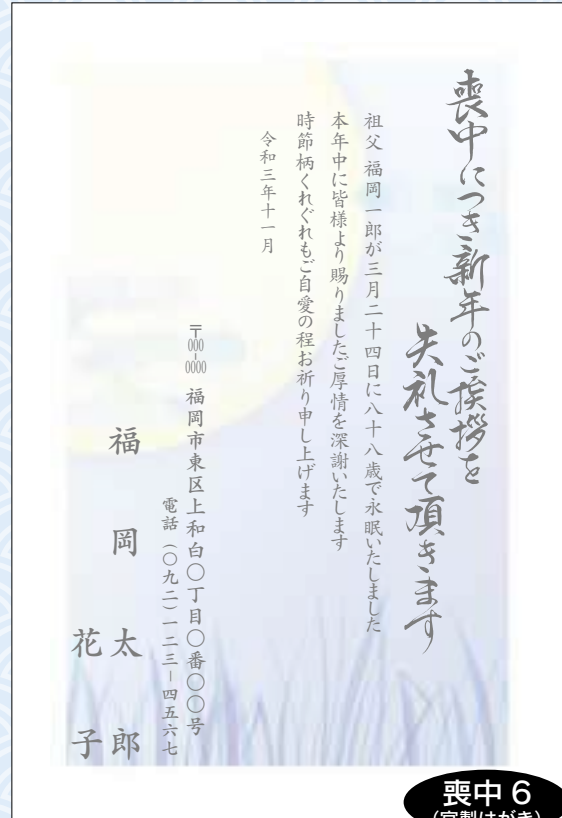 喪中につき新年のご挨拶を
失礼させて頂きます
祖父 福岡一郎が三月二十四日に八十八歳で永眠いたしました
本年中に皆様より賜りましたご厚情を深謝いたします
時節柄くれぐれもご自愛の程お祈り申し上げます
令和三年十一月
〒000-0000 福岡市東区上和白〇丁目〇番〇〇号
電話（〇九二）一二三−四五六七
福岡 太郎
花子
喪中６
(官製はがき)